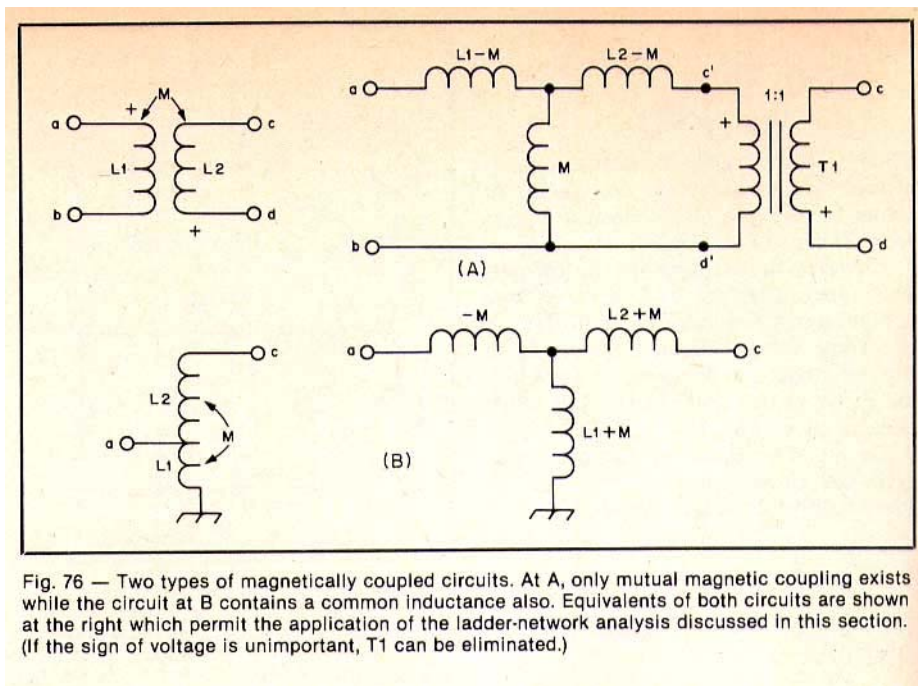 L1-M
L2-M
c'
1:1
a
c
+
M
a
c
L1
L2
b
d
+
+
M
T1
+
b
d'
d
(A)
-M
L2+M
a
c
c
L2
a
M
L1
L1+M
(B)
Fig. 76 — Two types of magnetically coupled circuits. At A, only mutual magnetic coupling exists
while the circuit at B contains a common inductance also. Equivalents of both circuits are shown
at the right which permit the application of the ladder-network analysis discussed in this section.
(If the sign of voltage is unimportant, T1 can be eliminated.)